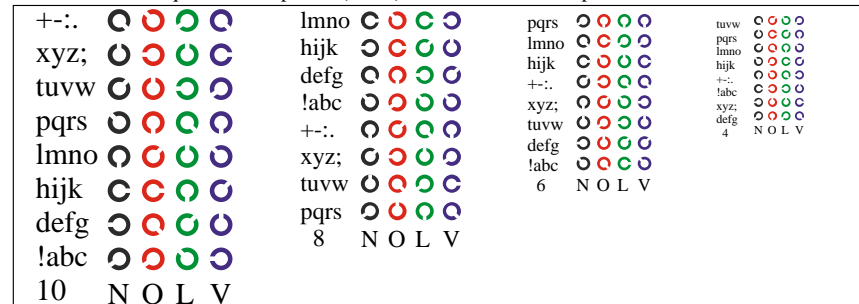 +-:.
xyz;
tuvw
pqrs
lmno
hijk
defg
!abc
10 N O L V
lmno
hijk
defg
!abc
+-:.
xyz;
tuvw
pqrs
8 N O L V
pqrs
lmno
hijk
+-:.
xyz;
tuvw
defg
!abc
6 N O L V
tuvw
pqrs
lmno
hijk
+-:.
!abc
xyz;
defg
4 N O L V